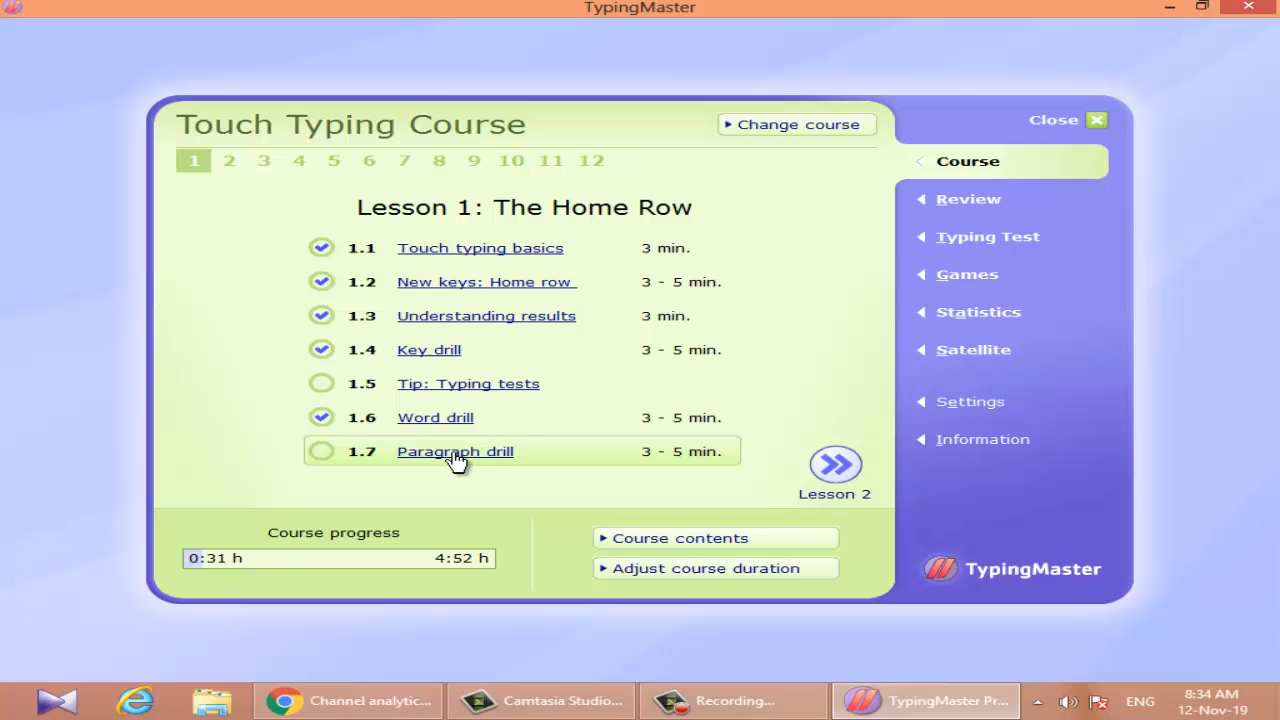 TypingMaster
Touch Typing Course
Change course
Close
1 2 3 4 5 6 7 8 9 10 11 12
Course
Lesson 1: The Home Row
Review
1.1 Touch typing basics 3 min.
Typing Test
1.2 New keys: Home row 3 - 5 min.
Games
1.3 Understanding results 3 min.
Statistics
1.4 Key drill 3 - 5 min.
Satellite
1.5 Tip: Typing tests
Settings
1.6 Word drill 3 - 5 min.
Information
1.7 Paragraph drill 3 - 5 min.
Lesson 2
Course progress
0:31 h 4:52 h
Course contents
Adjust course duration
TypingMaster
Channel analytic...
Camtasia Studio...
Recording...
TypingMaster Pr...
ENG
8:34 AM
12-Nov-19